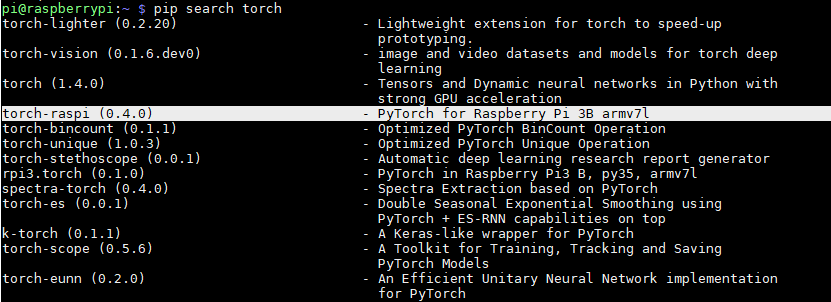 pi@raspberrypi:~ $ pip search torch
torch-lighter (0.2.20) - Lightweight extension for torch to speed-up
prototyping.
torch-vision (0.1.6.dev0) - image and video datasets and models for torch deep
learning
torch (1.4.0) - Tensors and Dynamic neural networks in Python with
strong GPU acceleration
torch-raspi (0.4.0) - PyTorch for Raspberry Pi 3B armv7l
torch-bincount (0.1.1) - Optimized PyTorch BinCount Operation
torch-unique (1.0.3) - Optimized PyTorch Unique Operation
torch-stethoscope (0.0.1) - Automatic deep learning research report generator
rpi3.torch (0.1.0) - PyTorch in Raspberry Pi3 B, py35, armv7l
spectra-torch (0.4.0) - Spectra Extraction based on PyTorch
torch-es (0.0.1) - Double Seasonal Exponential Smoothing using
PyTorch + ES-RNN capabilities on top
k-torch (0.1.1) - A Keras-like wrapper for PyTorch
torch-scope (0.5.6) - A Toolkit for Training, Tracking and Saving
PyTorch Models
torch-eunn (0.2.0) - An Efficient Unitary Neural Network implementation
for PyTorch